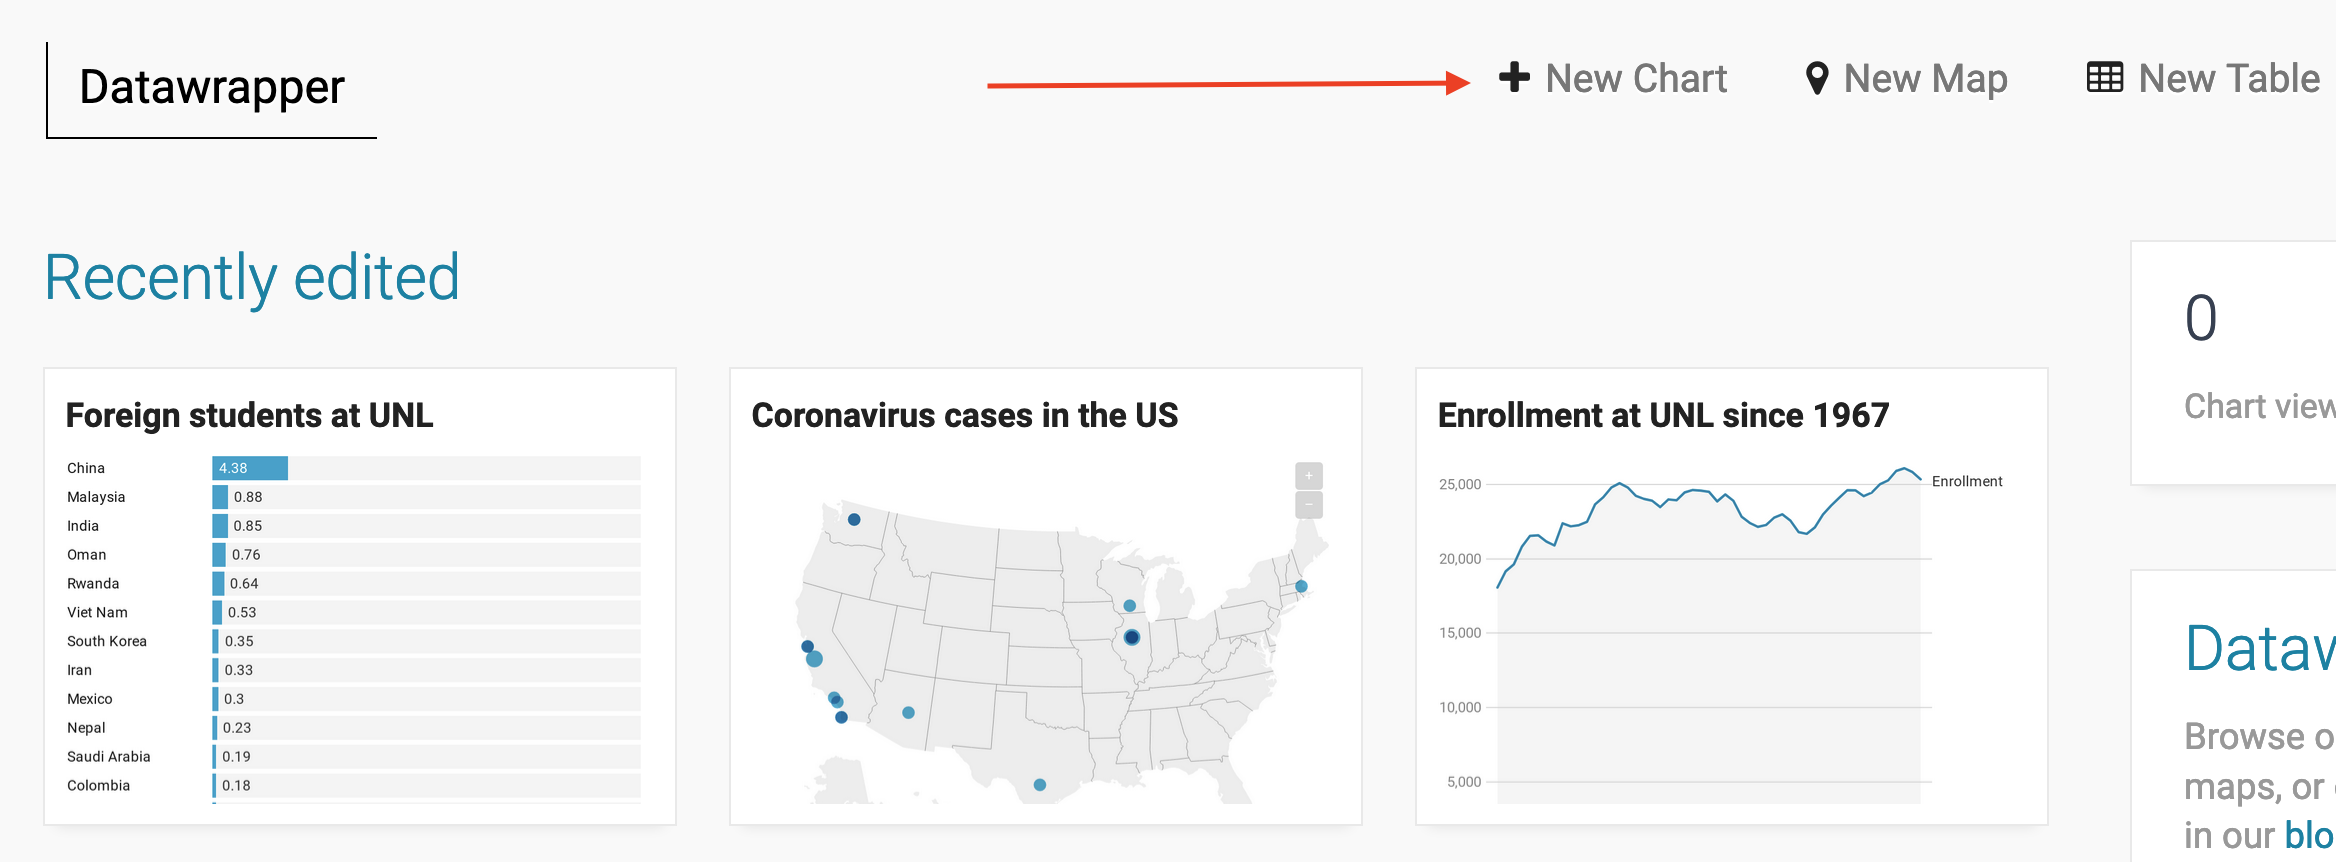 Datawrapper
New Chart
New Map
New Table
Recently edited
Foreign students at UNL
China 4.38
Malaysia 0.88
India 0.85
Oman 0.76
Rwanda 0.64
Viet Nam 0.53
South Korea 0.35
Iran 0.33
Mexico 0.3
Nepal 0.23
Saudi Arabia 0.19
Colombia 0.18
Coronavirus cases in the US
+
−
Enrollment at UNL since 1967
25,000
Enrollment
20,000
15,000
10,000
5,000
0
Chart view
Dataw
Browse o
maps, or
in our blo